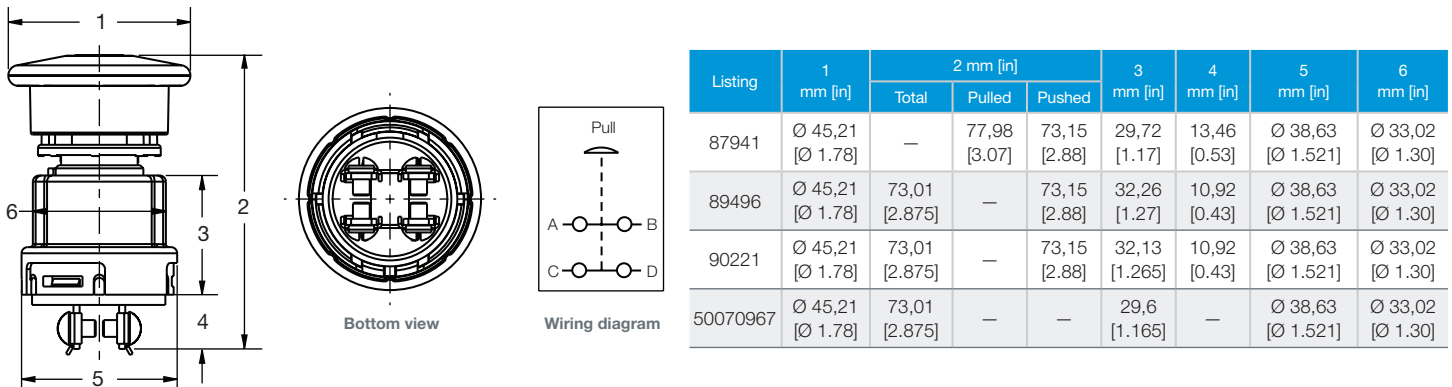 1
2
3
4
5
6
Bottom view
Pull
A
B
C
D
Wiring diagram
Listing 1 mm [in] 2 mm [in] 3 mm [in] 4 mm [in] 5 mm [in] 6 mm [in]
Total Pulled Pushed
87941 Ø 45,21 — 77,98 73,15 29,72 13,46 Ø 38,63 Ø 33,02
[Ø 1.78] [3.07] [2.88] [1.17] [0.53] [Ø 1.521] [Ø 1.30]
89496 Ø 45,21 73,01 — 73,15 32,26 10,92 Ø 38,63 Ø 33,02
[Ø 1.78] [2.875] [2.88] [1.27] [0.43] [Ø 1.521] [Ø 1.30]
90221 Ø 45,21 73,01 — 73,15 32,13 10,92 Ø 38,63 Ø 33,02
[Ø 1.78] [2.875] [2.88] [1.265] [0.43] [Ø 1.521] [Ø 1.30]
50070967 Ø 45,21 73,01 — — 29,6 — Ø 38,63 Ø 33,02
[Ø 1.78] [2.875] [1.165] [Ø 1.521] [Ø 1.30]